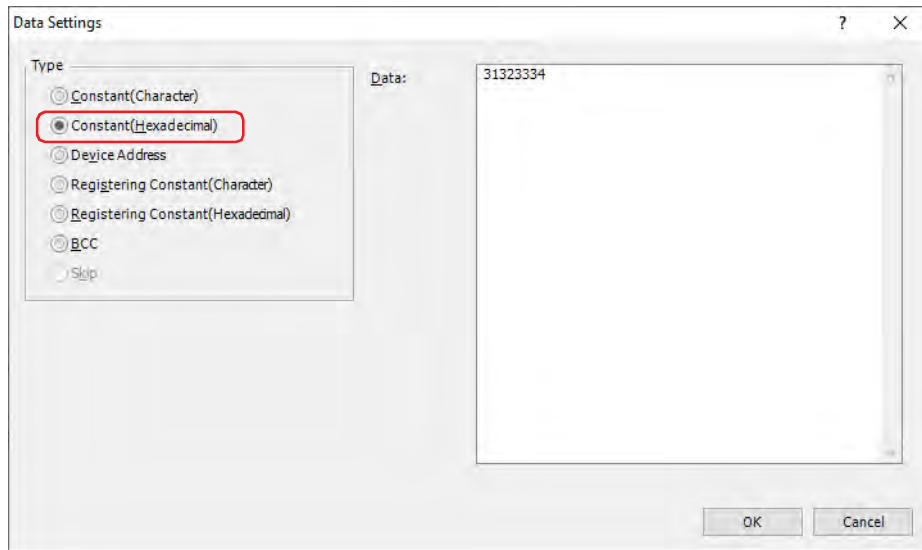 Data Settings
? ×
Type
Constant(Character)
Constant(Hexadecimal)
Device Address
Registering Constant(Character)
Registering Constant(Hexadecimal)
BCC
Skip
Data:
31323334
OK
Cancel